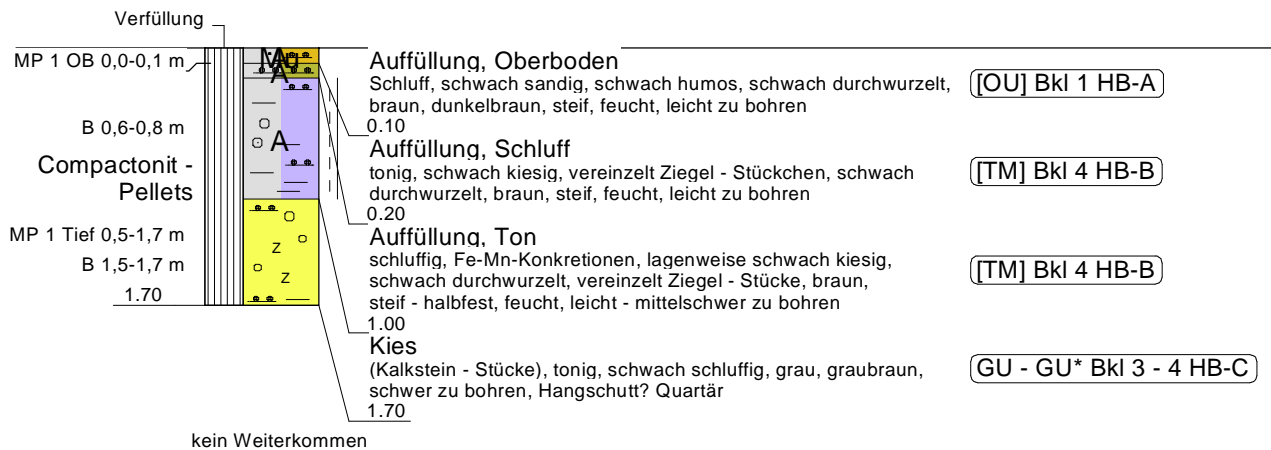 Verfüllung
MP 1 OB 0,0-0,1 m
B 0,6-0,8 m
Compactonit -
Pellets
MP 1 Tief 0,5-1,7 m
B 1,5-1,7 m
1.70
Mu
A
A
A
Z
Z
Auffüllung, Oberboden
Schluff, schwach sandig, schwach humos, schwach durchwurzelt,
braun, dunkelbraun, steif, feucht, leicht zu bohren
0.10
[OU] Bkl 1 HB-A
Auffüllung, Schluff
tonig, schwach kiesig, vereinzelt Ziegel - Stückchen, schwach
durchwurzelt, braun, steif, feucht, leicht zu bohren
0.20
[TM] Bkl 4 HB-B
Auffüllung, Ton
schluffig, Fe-Mn-Konkretionen, lagenweise schwach kiesig,
schwach durchwurzelt, vereinzelt Ziegel - Stücke, braun,
steif - halbfest, feucht, leicht - mittelschwer zu bohren
1.00
[TM] Bkl 4 HB-B
Kies
(Kalkstein - Stücke), tonig, schwach schluffig, grau, graubraun,
schwer zu bohren, Hangschutt? Quartär
1.70
GU - GU* Bkl 3 - 4 HB-C
kein Weiterkommen